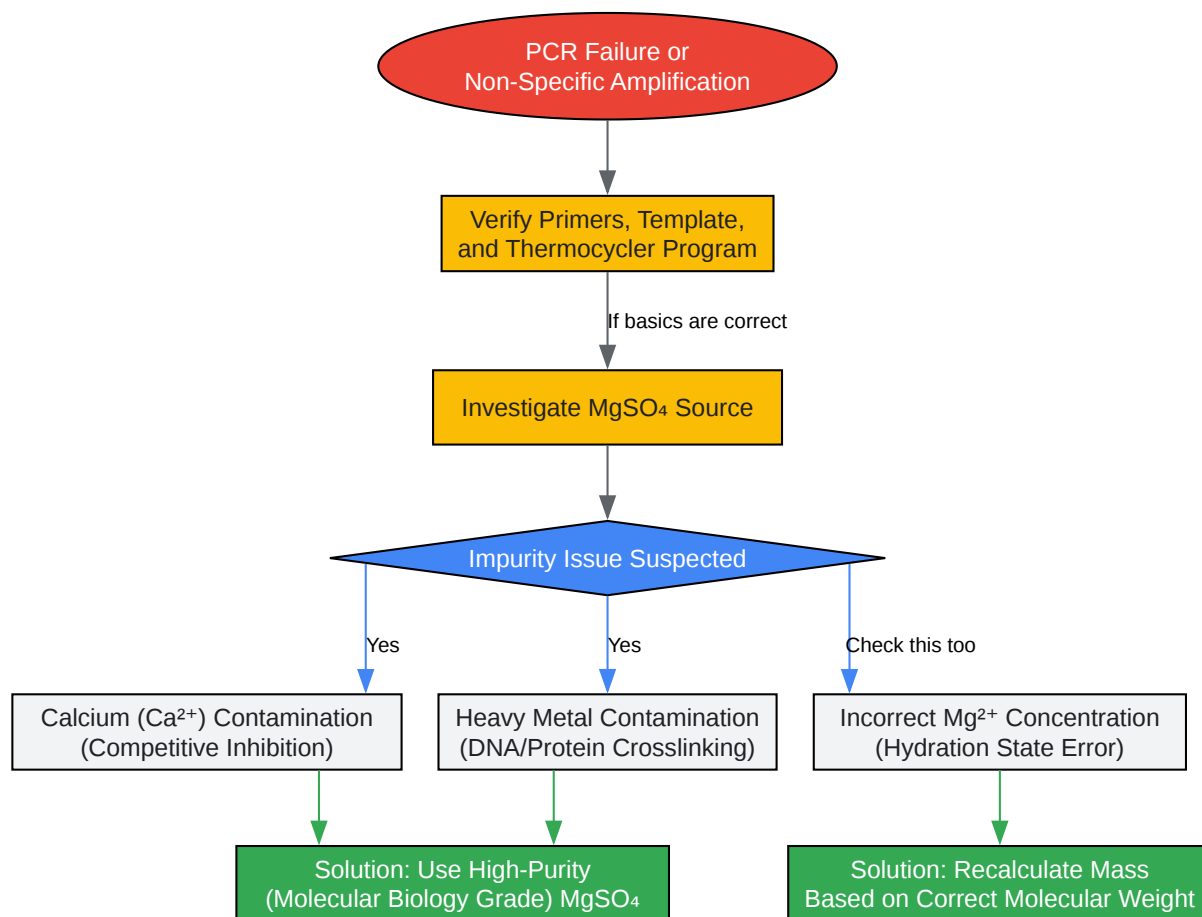 PCR Failure or
Non-Specific Amplification
Verify Primers, Template,
and Thermocycler Program
If basics are correct
Investigate MgSO₄ Source
Impurity Issue Suspected
Yes
Yes
Check this too
Calcium (Ca²⁺) Contamination
(Competitive Inhibition)
Heavy Metal Contamination
(DNA/Protein Crosslinking)
Incorrect Mg²⁺ Concentration
(Hydration State Error)
Solution: Use High-Purity
(Molecular Biology Grade) MgSO₄
Solution: Recalculate Mass
Based on Correct Molecular Weight